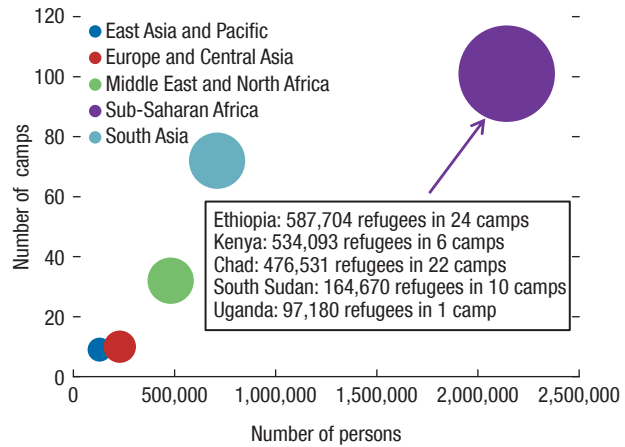 120
100
80
60
40
20
0
Number of camps
East Asia and Pacific
Europe and Central Asia
Middle East and North Africa
Sub-Saharan Africa
South Asia
Ethiopia: 587,704 refugees in 24 camps
Kenya: 534,093 refugees in 6 camps
Chad: 476,531 refugees in 22 camps
South Sudan: 164,670 refugees in 10 camps
Uganda: 97,180 refugees in 1 camp
0 500,000 1,000,000 1,500,000 2,000,000 2,500,000
Number of persons